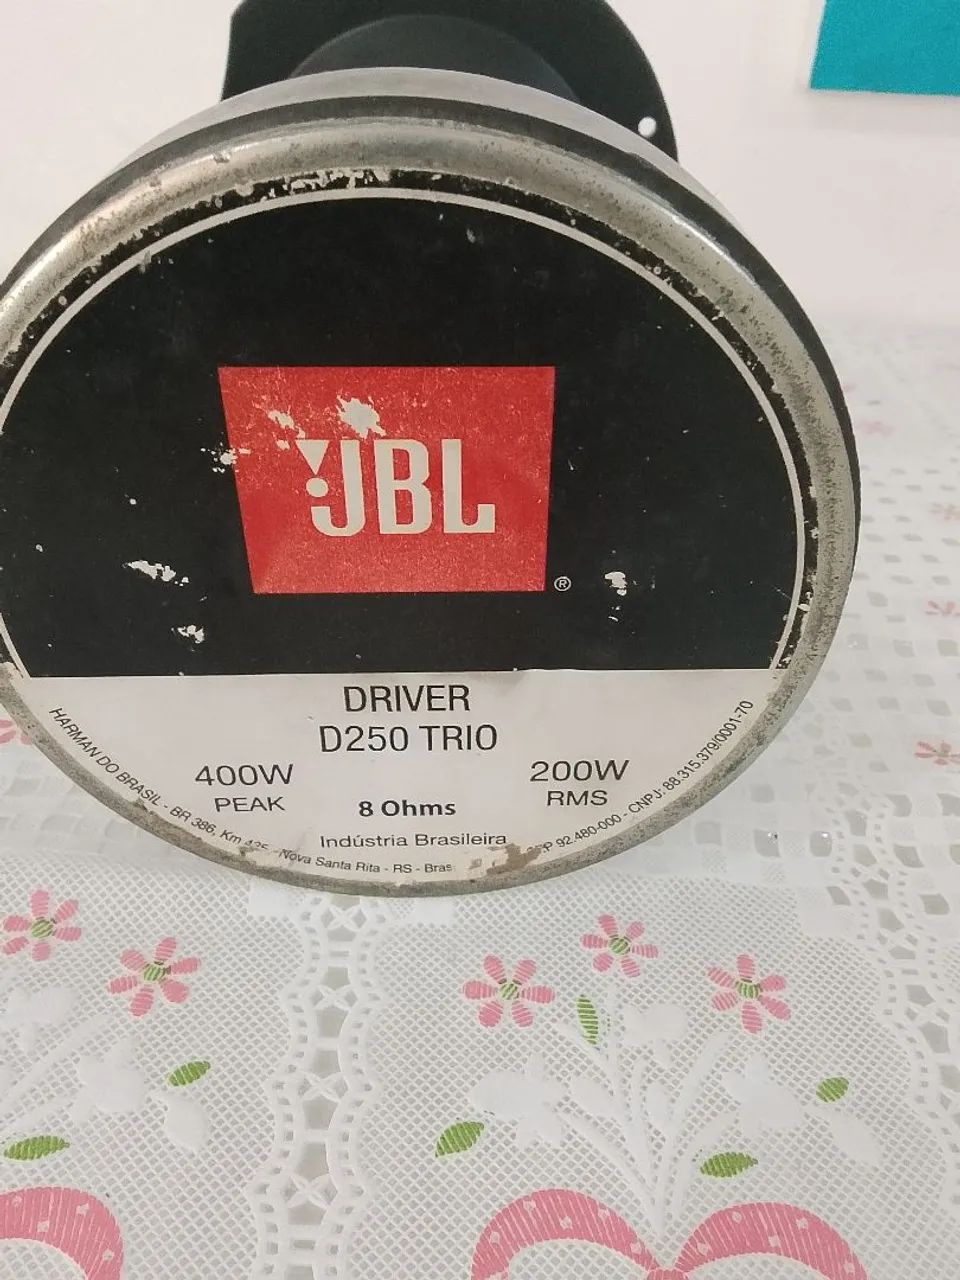 JBL
®
DRIVER
D250 TRIO
400W
PEAK
200W
RMS
8 Ohms
Indústria Brasileira
HARMAN DO BRASIL - BR 386, Km 435 - Nova Santa Rita - RS - Bras
92.480-000 - CNPJ: 88.315.379/0001-70